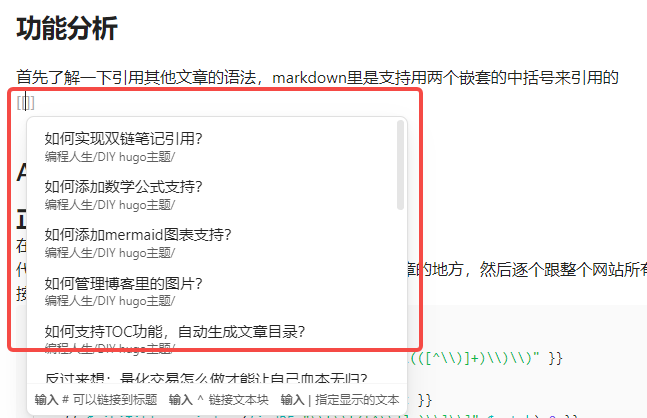 功能分析
首先了解一下引用其他文章的语法，markdown里是支持用两个嵌套的中括号来引用的
[[]]
如何实现双链笔记引用？
编程人生/DIY hugo主题/
如何添加数学公式支持？
编程人生/DIY hugo主题/
如何添加mermaid图表支持？
编程人生/DIY hugo主题/
如何管理博客里的图片？
编程人生/DIY hugo主题/
章的地方，然后逐个跟整个网站所有
如何支持TOC功能，自动生成文章目录？
编程人生/DIY hugo主题/
(([^\\)]+)\\)\\)" }}
反过来想：量化交易怎么做才能让自己血本无归？
输入 # 可以链接到标题 输入 ^ 链接文本块 输入 | 指定显示的文本
}}